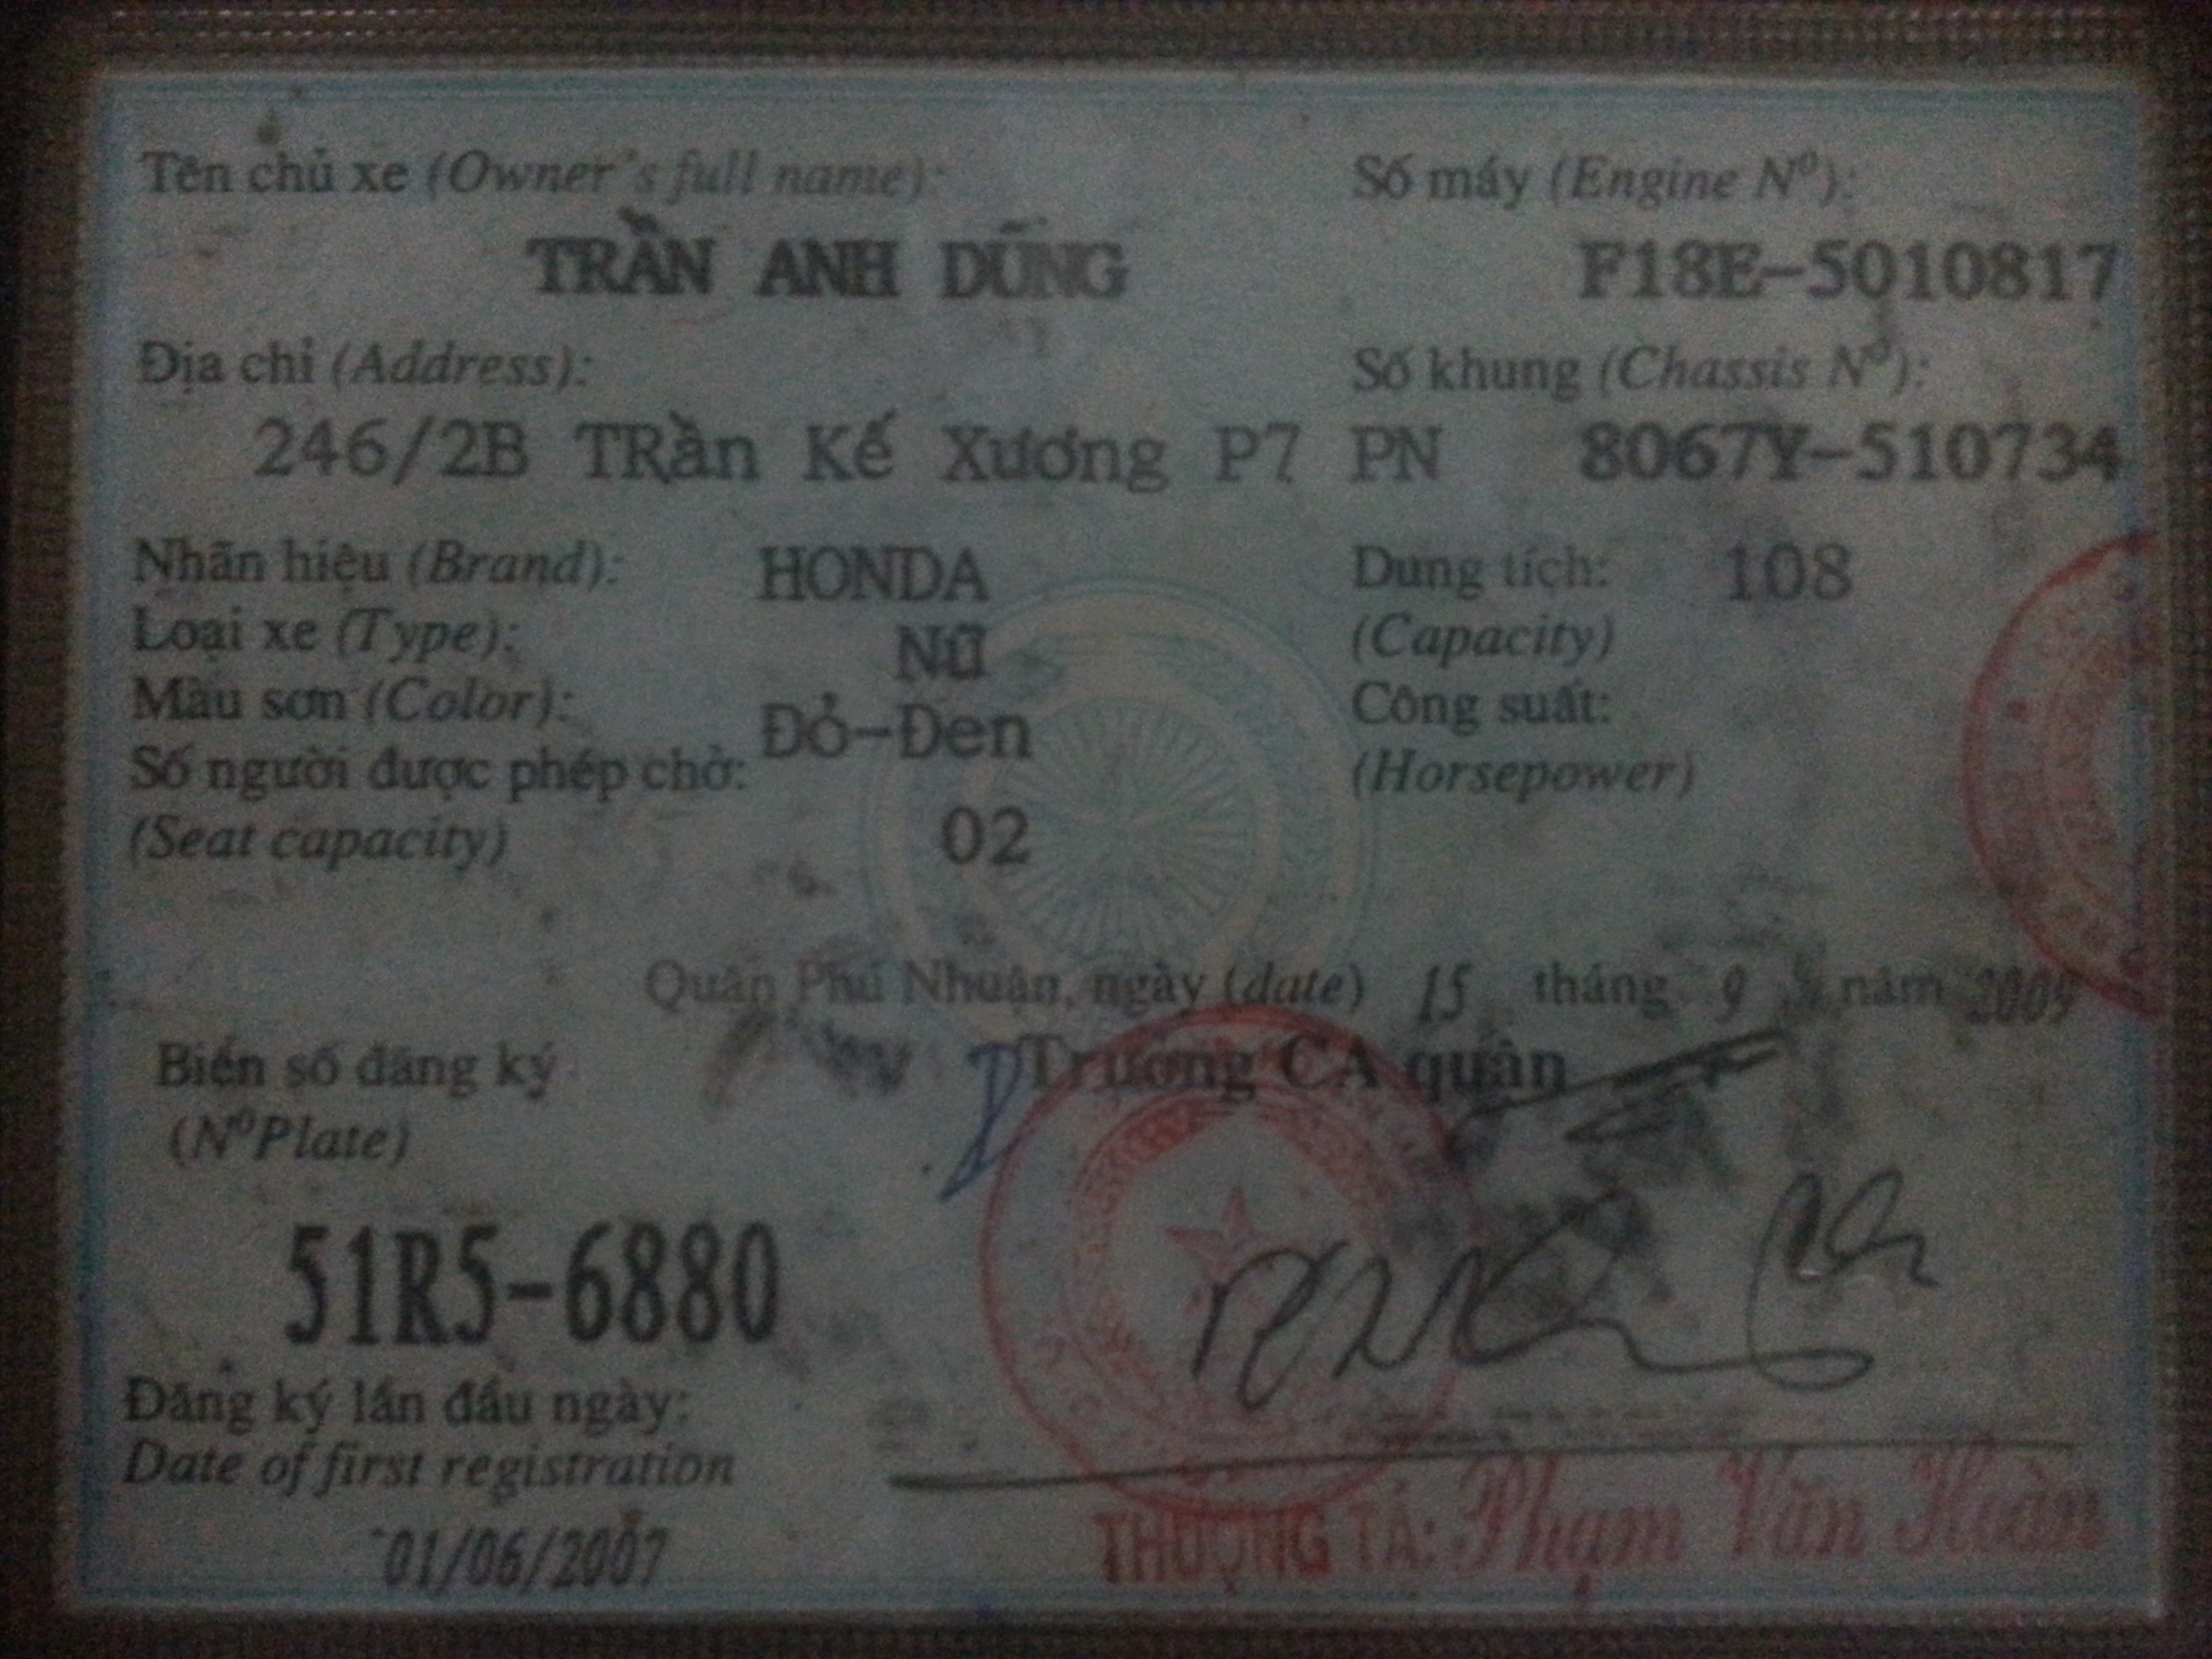 Tên chủ xe (Owner's full name):
TRẦN ANH DŨNG
Số máy (Engine Nº):
F18E-5010817
Địa chỉ (Address):
246/2B TRần Kế Xương P7 PN
Số khung (Chassis Nº):
8067Y-510734
Nhãn hiệu (Brand): HONDA
Loại xe (Type): Nữ
Màu sơn (Color): Đỏ-Đen
Số người được phép chở:
(Seat capacity) 02
Dung tích: 108
(Capacity)
Công suất:
(Horsepower)
Quận Phú Nhuận, ngày (date) 15 tháng 9 năm 2009
Trưởng CA quận
Biển số đăng ký
(NºPlate)
51R5-6880
Đăng ký lần đầu ngày:
Date of first registration
01/06/2007
THƯỢNG TÁ: Phạm Văn Hoàn